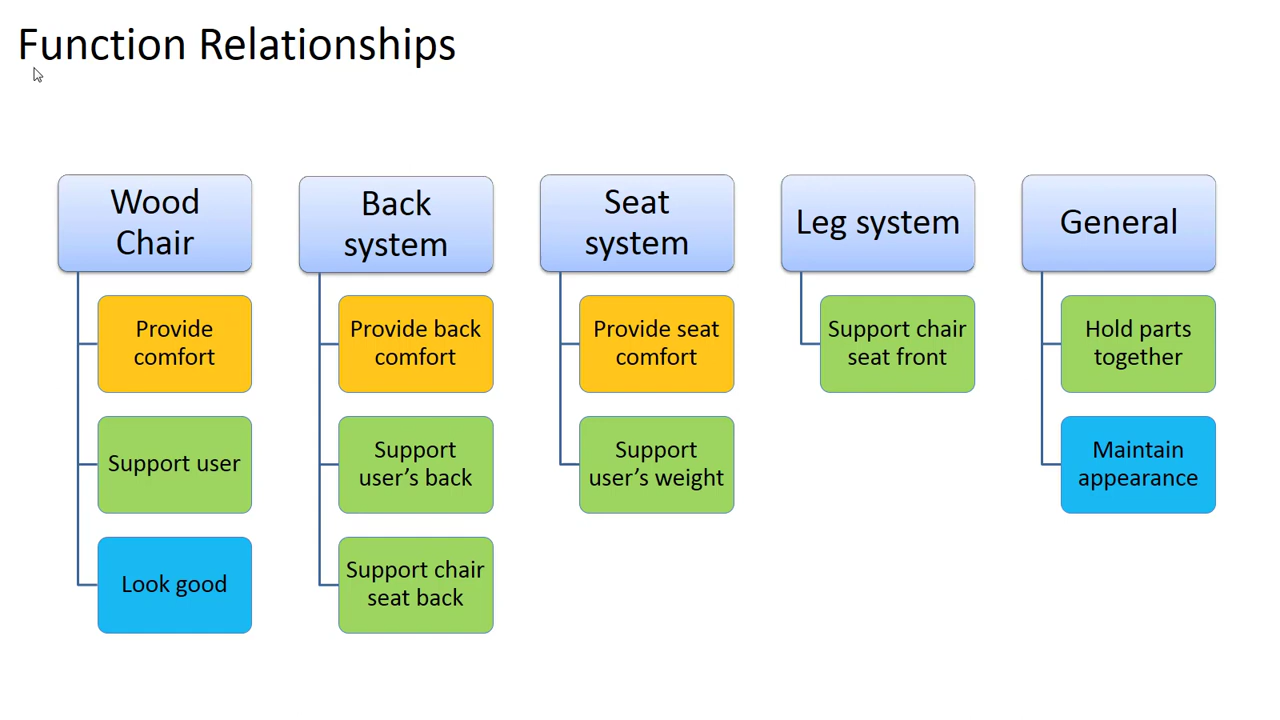 Function Relationships
Wood
Chair
Provide
comfort
Support user
Look good
Back
system
Provide back
comfort
Support
user’s back
Support chair
seat back
Seat
system
Provide seat
comfort
Support
user’s weight
Leg system
Support chair
seat front
General
Hold parts
together
Maintain
appearance